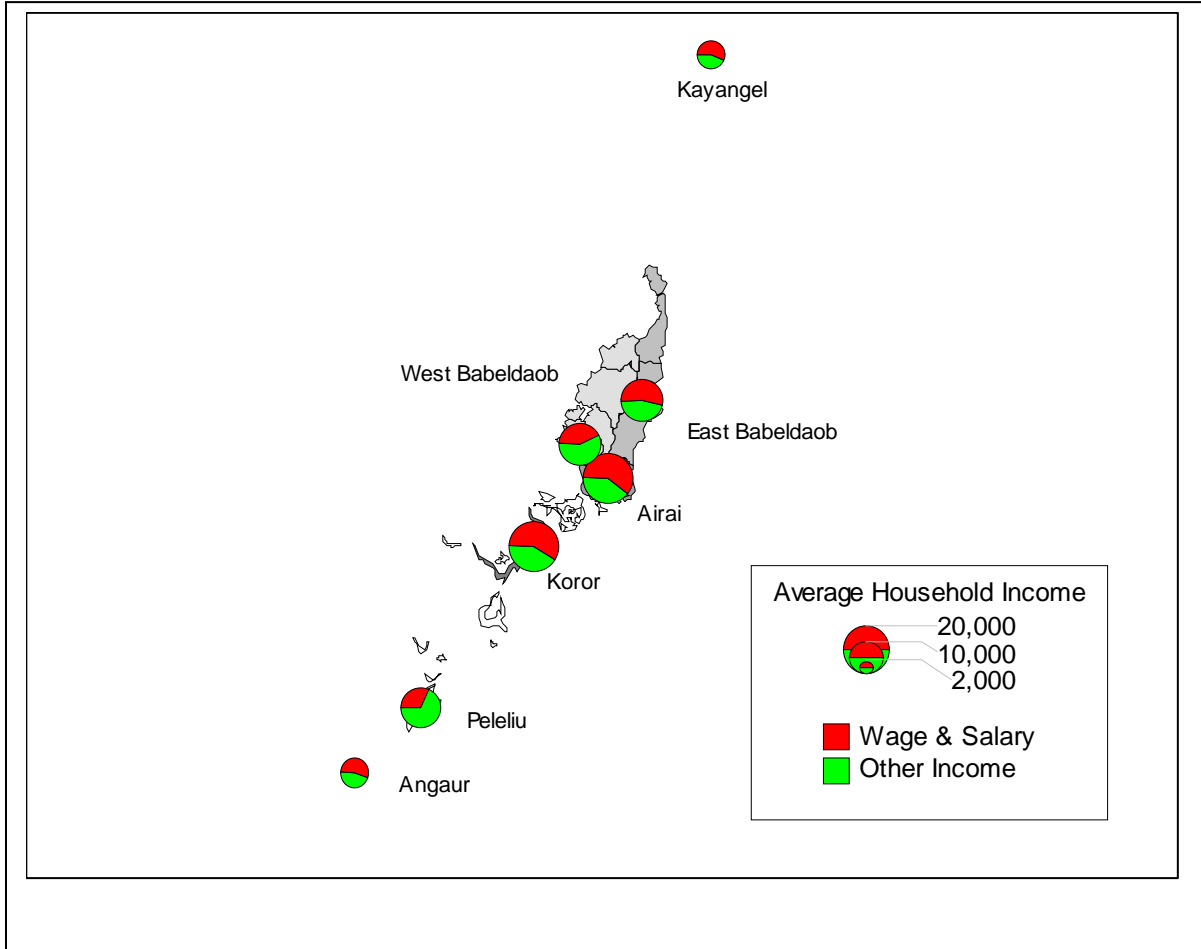 Kayangel
West Babeldaob
East Babeldaob
Airai
Koror
Peleliu
Angaur
Average Household Income
20,000
10,000
2,000
Wage & Salary
Other Income